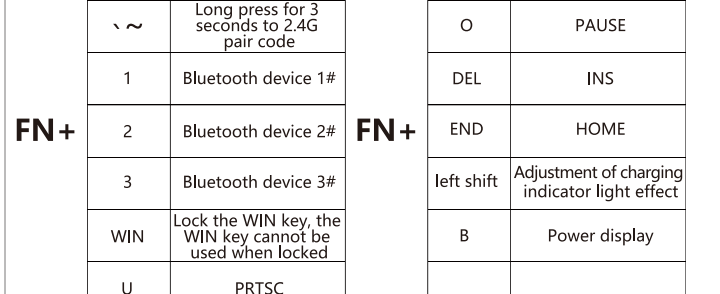 FN+
、~
Long press for 3
seconds to 2.4G
pair code
1
Bluetooth device 1#
2
Bluetooth device 2#
3
Bluetooth device 3#
WIN
Lock the WIN key, the
WIN key cannot be
used when locked
U
PRTSC
FN+
O
PAUSE
DEL
INS
END
HOME
left shift
Adjustment of charging
indicator light effect
B
Power display